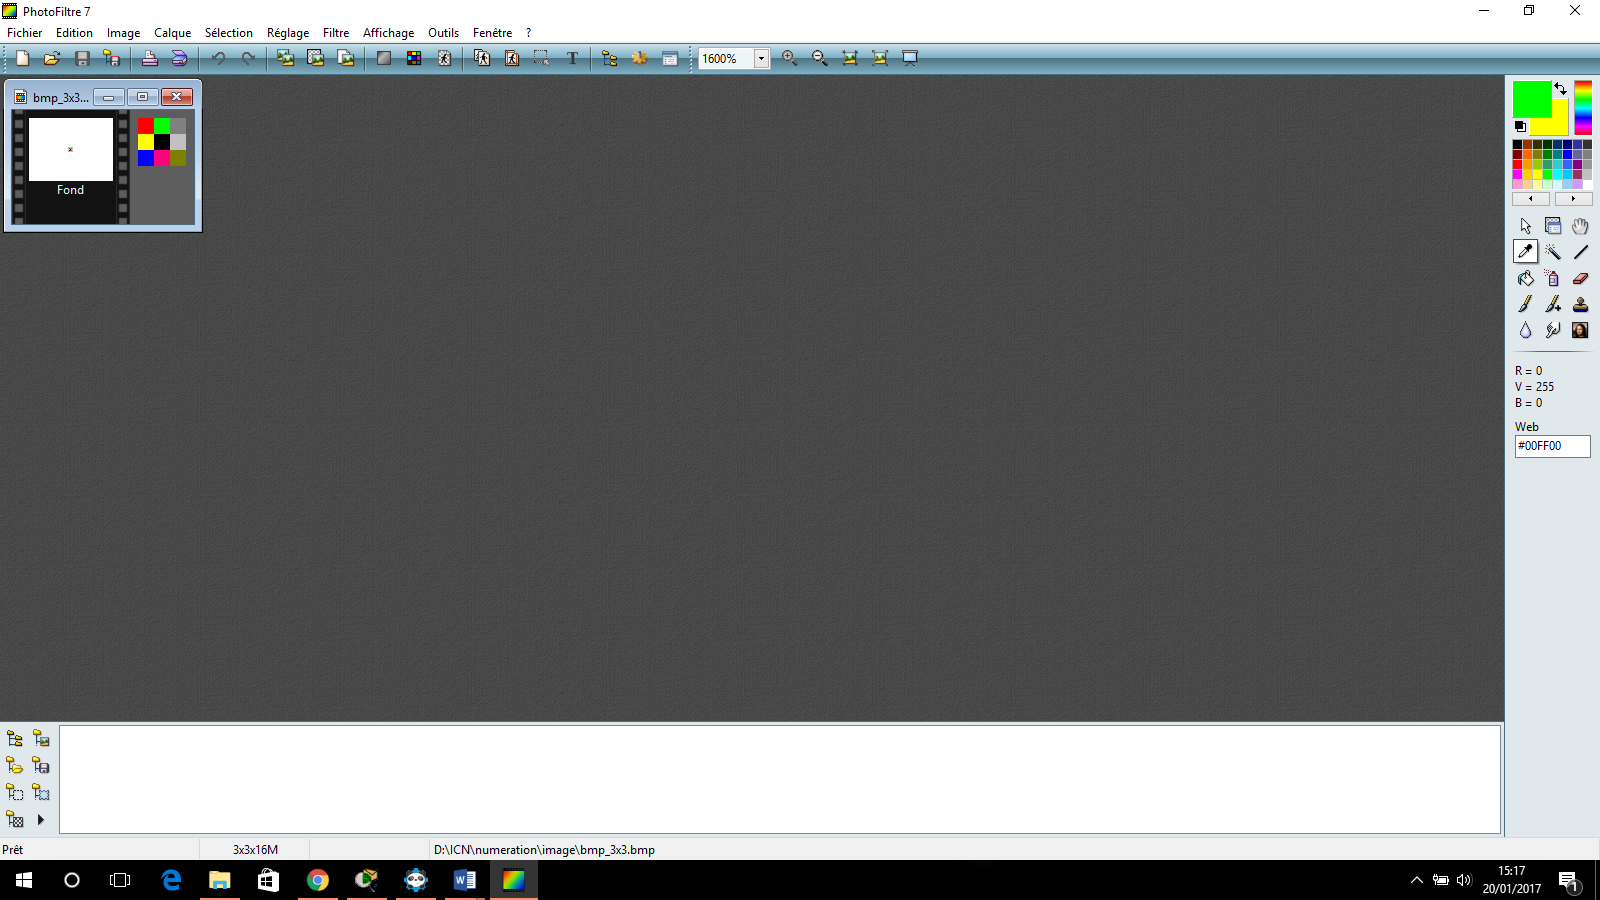 PhotoFiltre 7
Fichier Edition Image Calque Sélection Réglage Filtre Affichage Outils Fenêtre ?
T 1600%
bmp_3x3...
Fond
R = 0
V = 255
B = 0
Web
#00FF00
Prêt 3x3x16M D:\ICN\numeration\image\bmp_3x3.bmp
15:17
20/01/2017
1